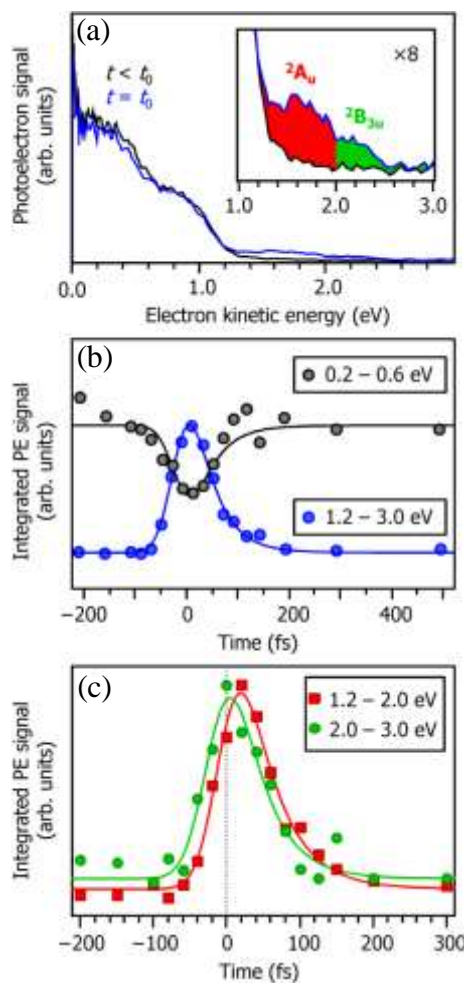 (a)
t < t₀
t = t₀
×8
²Aᵤ
²B₃ᵤ
1.0 2.0 3.0
Photoelectron signal
(arb. units)
0.0 1.0 2.0
Electron kinetic energy (eV)
(b)
0.2 – 0.6 eV
1.2 – 3.0 eV
Integrated PE signal
(arb. units)
−200 0 200 400
Time (fs)
(c)
1.2 – 2.0 eV
2.0 – 3.0 eV
Integrated PE signal
(arb. units)
−200 −100 0 100 200 300
Time (fs)